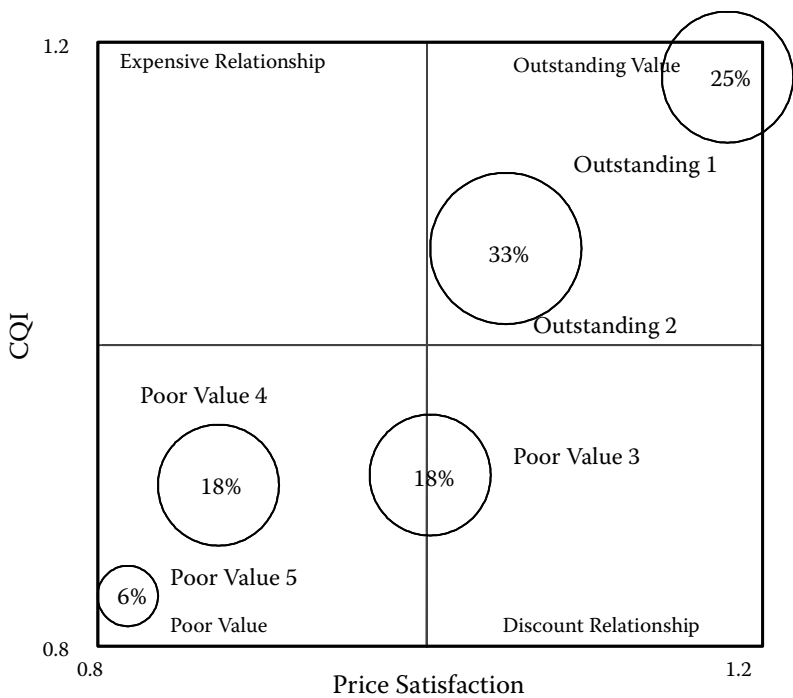 1.2
Expensive Relationship
Outstanding Value
25%
Outstanding 1
33%
Outstanding 2
CQI
Poor Value 4
18%
18%
Poor Value 3
6%
Poor Value 5
Poor Value
Discount Relationship
0.8
0.8
1.2
Price Satisfaction